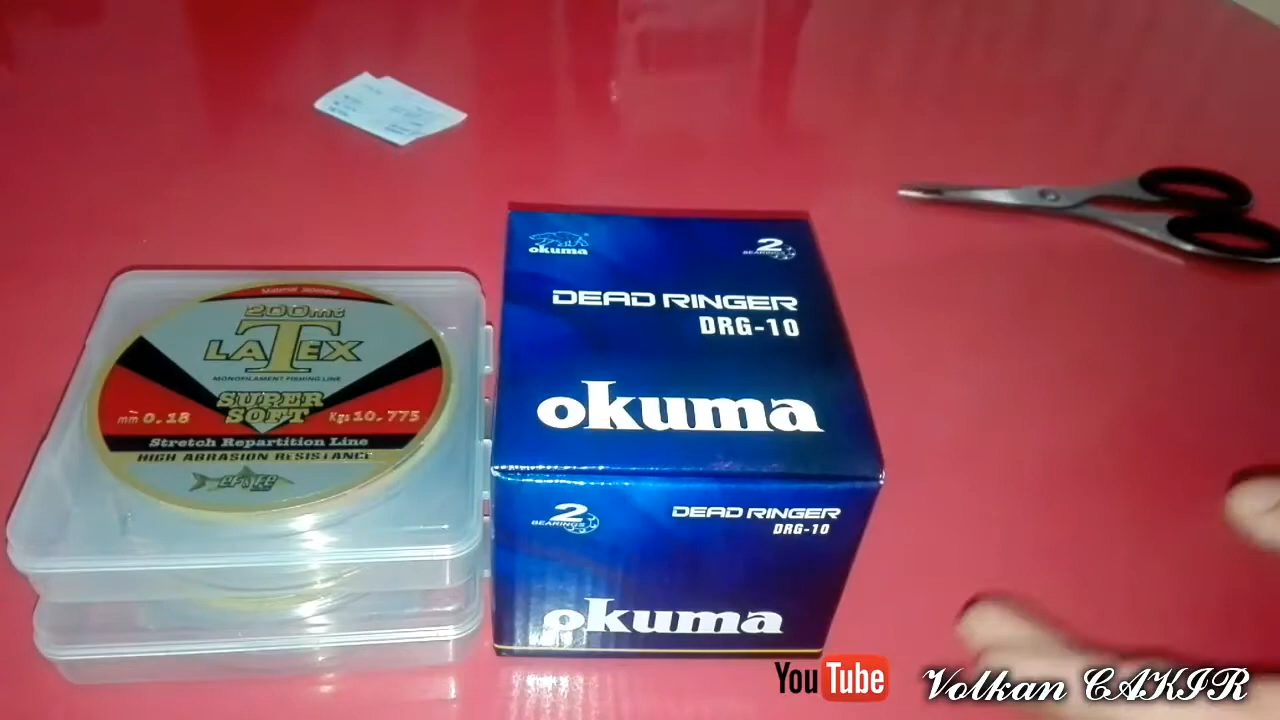 200mt
LATEX
MONOFILAMENT FISHING LINE
SUPER
SOFT
mm 0.18
Kgs 10.775
Stretch Repartition Line
HIGH ABRASION RESISTANCE
EFFE
okuma
2
BEARINGS
DEAD RINGER
DRG-10
okuma
2
BEARINGS
DEAD RINGER
DRG-10
okuma
YouTube
Volkan CAKIR